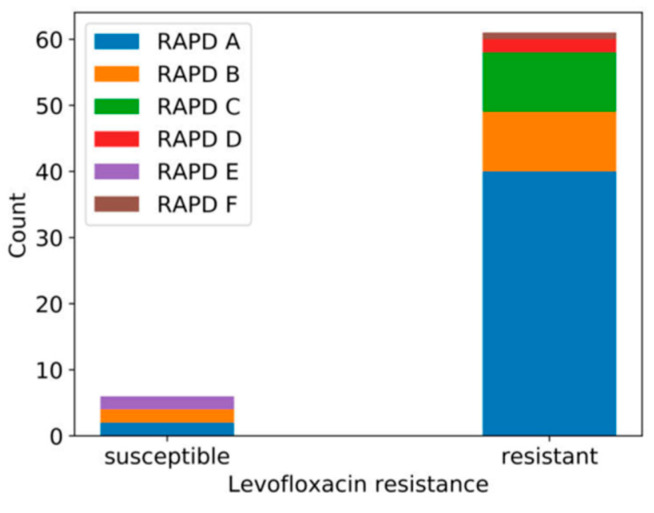 60
50
40
30
20
10
0
Count
RAPD A
RAPD B
RAPD C
RAPD D
RAPD E
RAPD F
susceptible
resistant
Levofloxacin resistance